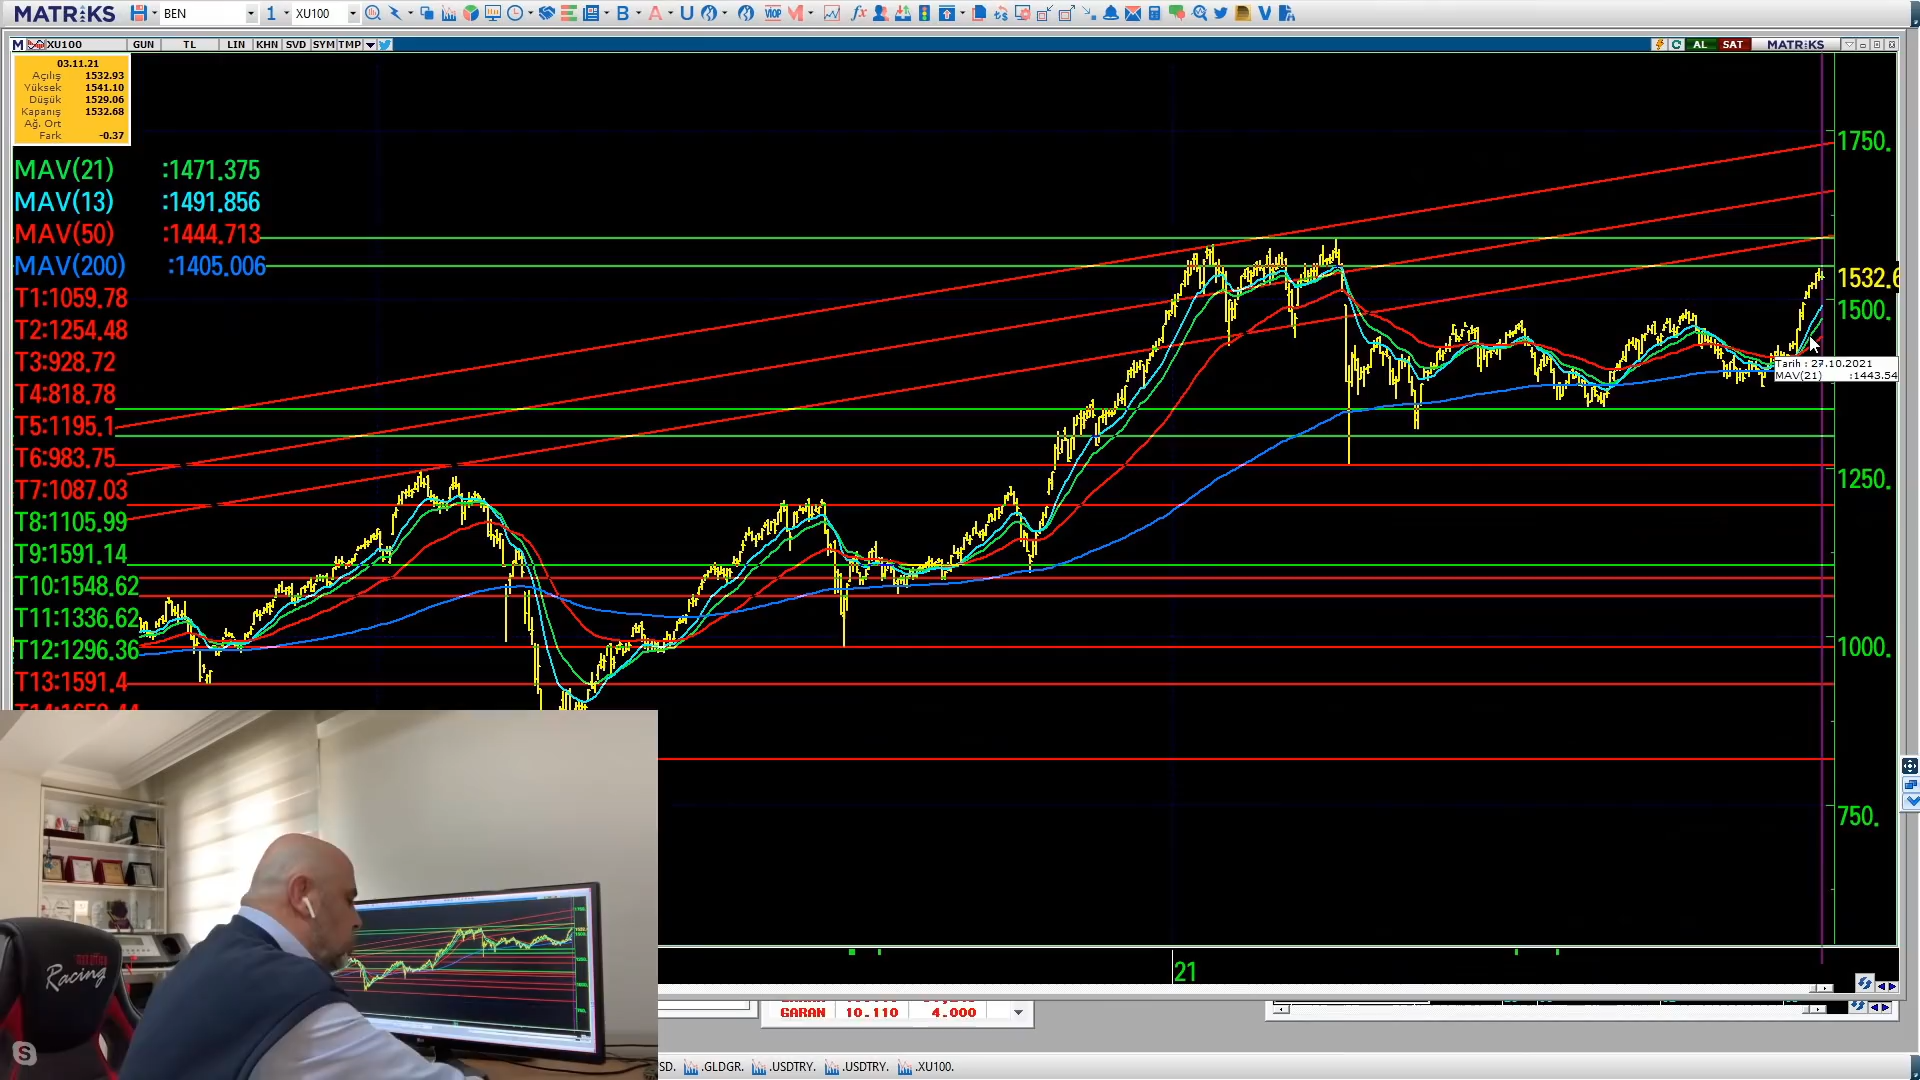 MATRiKS BEN 1 XU100 B A U VIOP M fx V
M XU100 GUN TL LIN KHN SVD SYM TMP AL SAT MATRiKS
03.11.21
Açılış 1532.93
Yüksek 1541.10
Düşük 1529.06
Kapanış 1532.68
Ağ. Ort
Fark -0.37
MAV(21) :1471.375
MAV(13) :1491.856
MAV(50) :1444.713
MAV(200) :1405.006
T1:1059.78
T2:1254.48
T3:928.72
T4:818.78
T5:1195.1
T6:983.75
T7:1087.03
T8:1105.99
T9:1591.14
T10:1548.62
T11:1336.62
T12:1296.36
T13:1591.4
1750.
1532.6
1500.
Tarih : 27.10.2021
MAV(21) :1443.54
1250.
1000.
750.
21
GARAN 10.110 4.000
.GLDGR. .USDTRY. .USDTRY. .XU100.
Racing
S